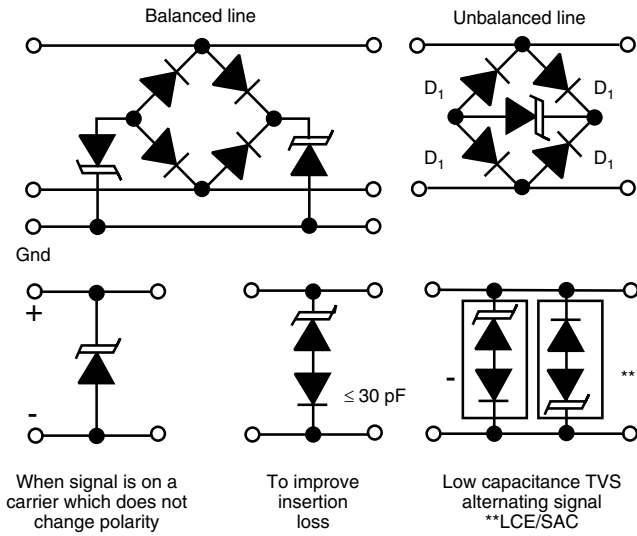 Balanced line
Unbalanced line
D1
D1
D1
D1
Gnd
+
-
≤ 30 pF
-
**
When signal is on a
carrier which does not
change polarity
To improve
insertion
loss
Low capacitance TVS
alternating signal
**LCE/SAC